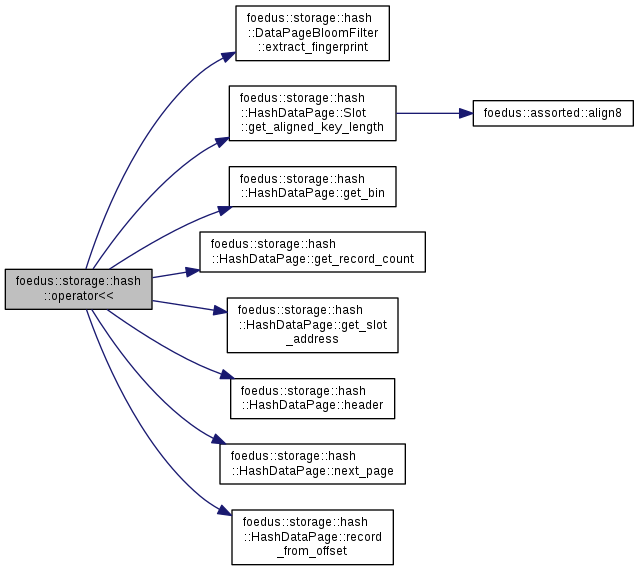 foedus::storage::hash
::DataPageBloomFilter
::extract_fingerprint
foedus::storage::hash
::HashDataPage::Slot
::get_aligned_key_length
foedus::assorted::align8
foedus::storage::hash
::HashDataPage::get_bin
foedus::storage::hash
::HashDataPage::get_record_count
foedus::storage::hash
::operator<<
foedus::storage::hash
::HashDataPage::get_slot
_address
foedus::storage::hash
::HashDataPage::header
foedus::storage::hash
::HashDataPage::next_page
foedus::storage::hash
::HashDataPage::record
_from_offset